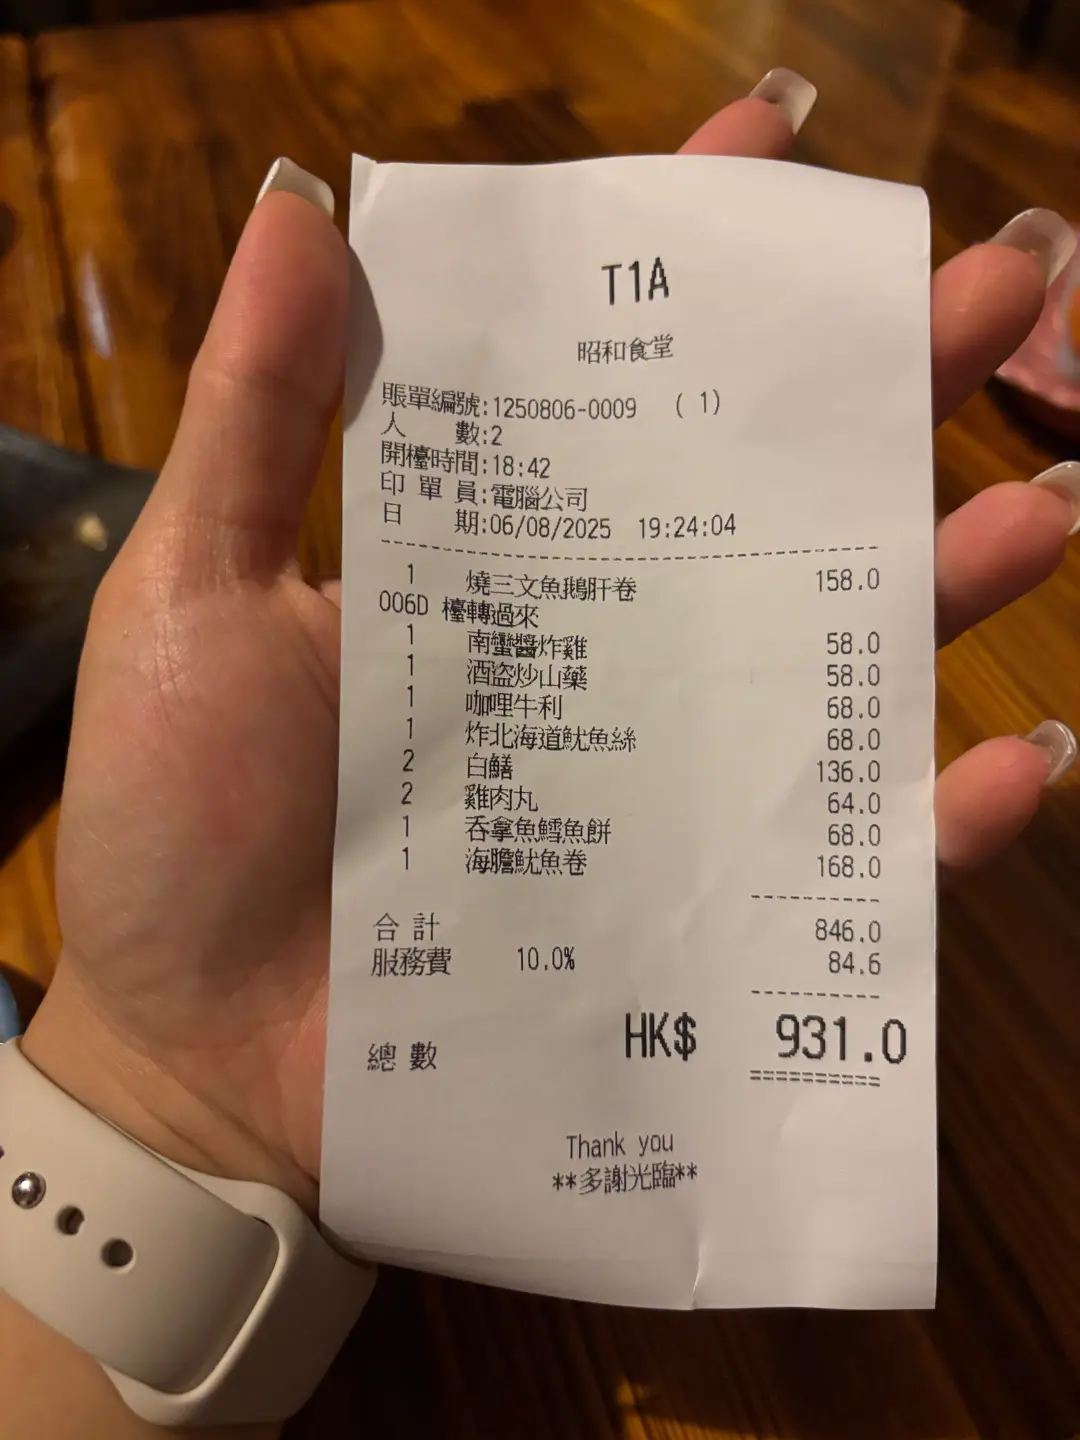 T1A
昭和食堂
賬單編號:1250806-0009 ( 1)
人 數:2
開檯時間:18:42
印 單 員:電腦公司
日 期:06/08/2025 19:24:04
1 燒三文魚鵝肝卷 158.0
006D 檯轉過來
1 南蠻醬炸雞 58.0
1 酒盜炒山藥 58.0
1 咖哩牛利 68.0
1 炸北海道魷魚絲 68.0
2 白鱔 136.0
2 雞肉丸 64.0
1 吞拿魚鱈魚餅 68.0
1 海膽魷魚卷 168.0
合 計 846.0
服務費 10.0% 84.6
總 數 HK$ 931.0
Thank you
**多謝光臨**